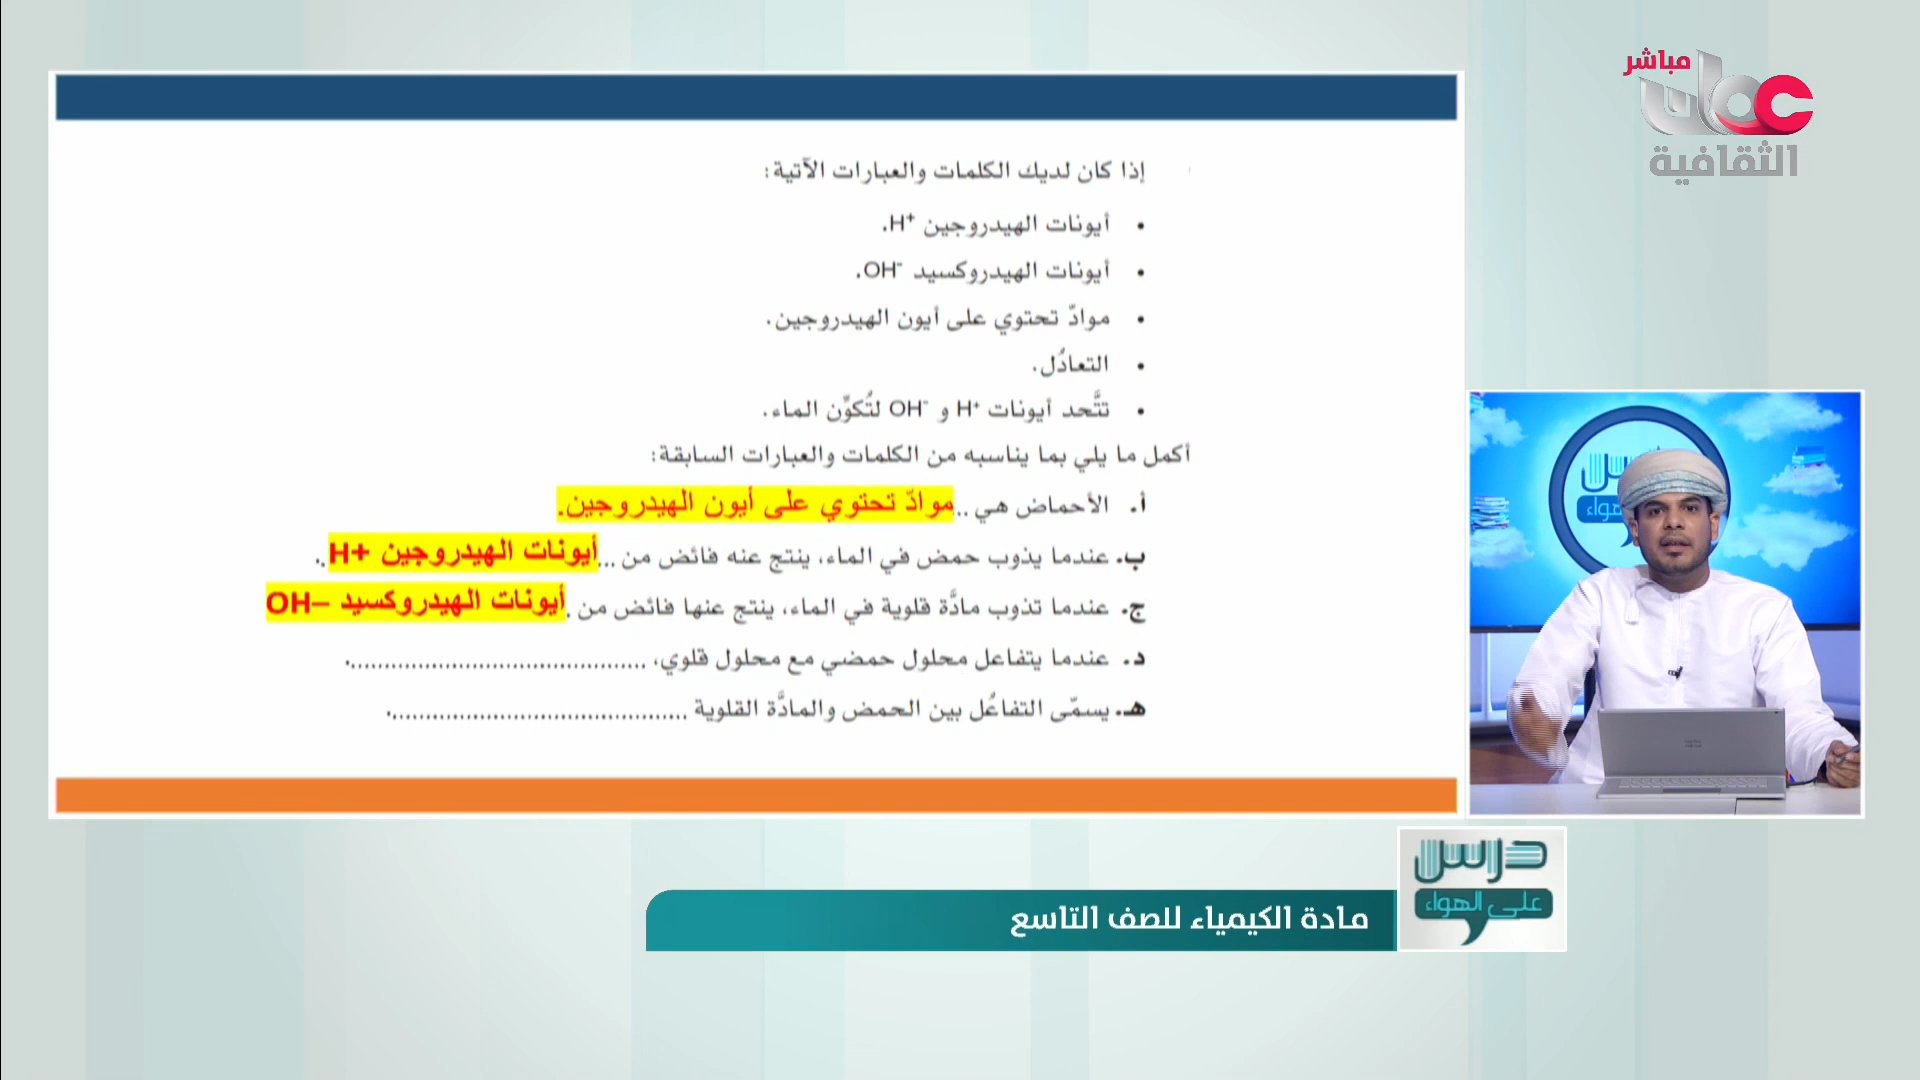 مباشر
عمان
الثقافية
إذا كان لديك الكلمات والعبارات الآتية:
• أيونات الهيدروجين H⁺.
• أيونات الهيدروكسيد OH⁻.
• موادّ تحتوي على أيون الهيدروجين.
• التعادُل.
• تتَّحد أيونات H⁺ و OH⁻ لتُكوِّن الماء.
أكمل ما يلي بما يناسبه من الكلمات والعبارات السابقة:
أ. الأحماض هي ..موادّ تحتوي على أيون الهيدروجين.
ب. عندما يذوب حمض في الماء، ينتج عنه فائض من ...أيونات الهيدروجين H+..
ج. عندما تذوب مادَّة قلوية في الماء، ينتج عنها فائض من .أيونات الهيدروكسيد OH–
د. عندما يتفاعل محلول حمضي مع محلول قلوي، ............................................
هـ. يسمّى التفاعُل بين الحمض والمادَّة القلوية ............................................
درس
على الهواء
مادة الكيمياء للصف التاسع